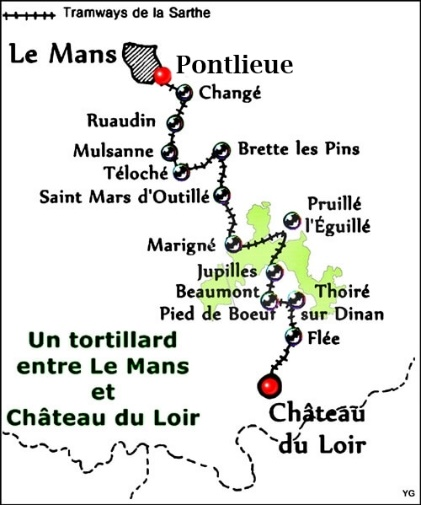 Tramways de la Sarthe
Le Mans
Pontlieue
Changé
Ruaudin
Mulsanne
Brette les Pins
Téloché
Saint Mars d'Outillé
Pruillé
l'Éguillé
Marigné
Jupilles
Beaumont
Pied de Boeuf
Thoiré
sur Dinan
Flée
Un tortillard
entre Le Mans
et
Château du Loir
Château
du Loir
YG